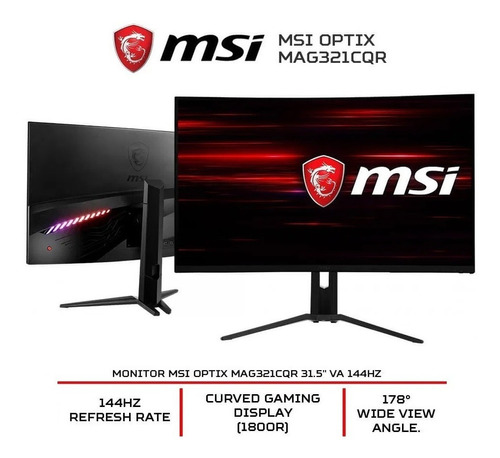 msi
MSI OPTIX
MAG321CQR
msi
MONITOR MSI OPTIX MAG321CQR 31.5" VA 144HZ
144HZ
REFRESH RATE
CURVED GAMING
DISPLAY
(1800R)
178°
WIDE VIEW
ANGLE.